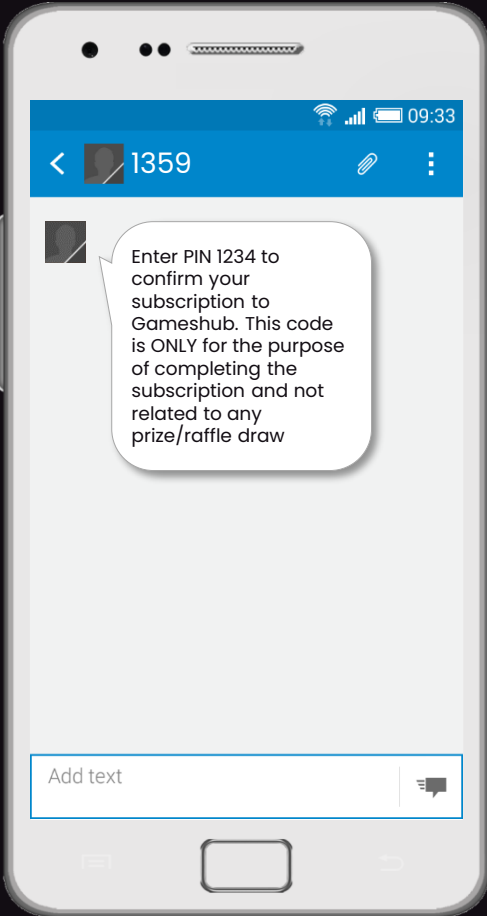 09:33
1359
Enter PIN 1234 to
confirm your
subscription to
Gameshub. This code
is ONLY for the purpose
of completing the
subscription and not
related to any
prize/raffle draw
Add text